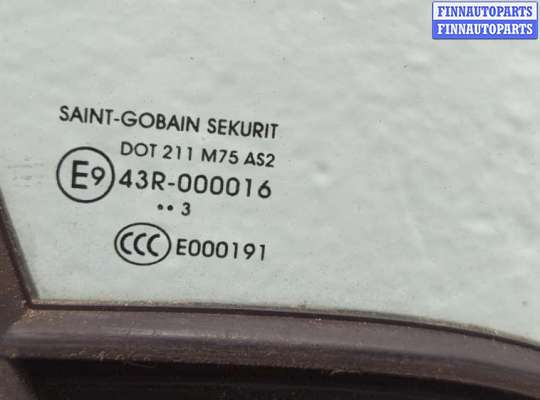 FINNAUTOPARTS
FINNAUTOPARTS
SAINT-GOBAIN SEKURIT
DOT 211 M75 AS2
E9 43R-000016
•• 3
CCC E000191